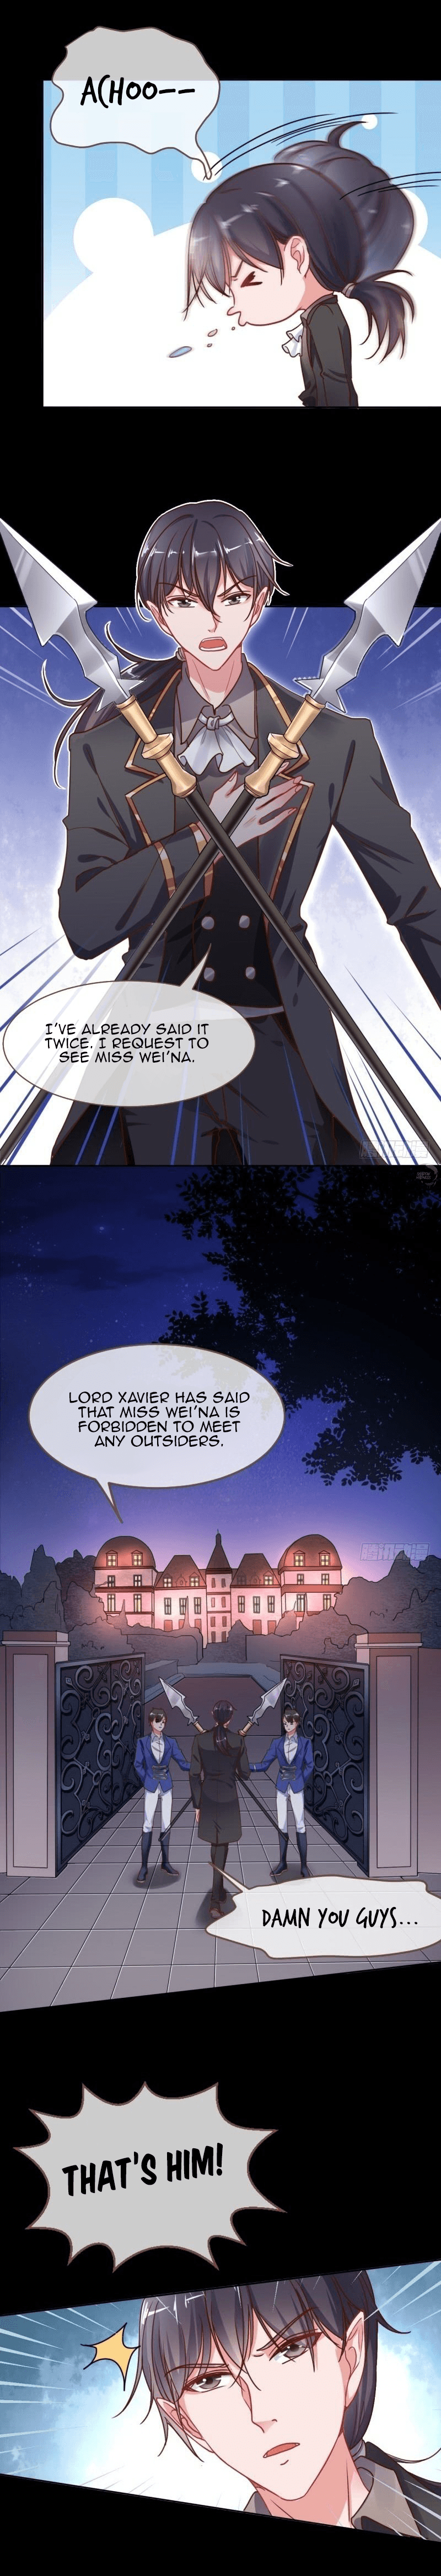 ACHOO--
I'VE ALREADY SAID IT
TWICE. I REQUEST TO
SEE MISS WEI'NA.
LORD XAVIER HAS SAID
THAT MISS WEI'NA IS
FORBIDDEN TO MEET
ANY OUTSIDERS.
DAMN YOU GUYS...
THAT'S HIM!